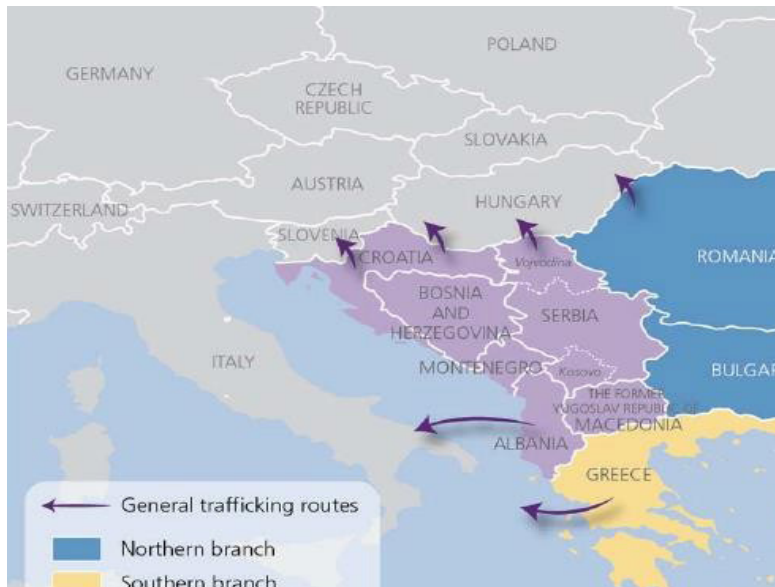 POLAND
GERMANY
CZECH
REPUBLIC
SLOVAKIA
AUSTRIA
HUNGARY
SWITZERLAND
SLOVENIA
CROATIA
Vojvodina
ROMANIA
BOSNIA
AND
HERZEGOVINA
SERBIA
ITALY
MONTENEGRO
Kosovo
BULGAR
THE FORMER
YUGOSLAV REPUBLIC OF
MACEDONIA
ALBANIA
GREECE
General trafficking routes
Northern branch
Southern branch